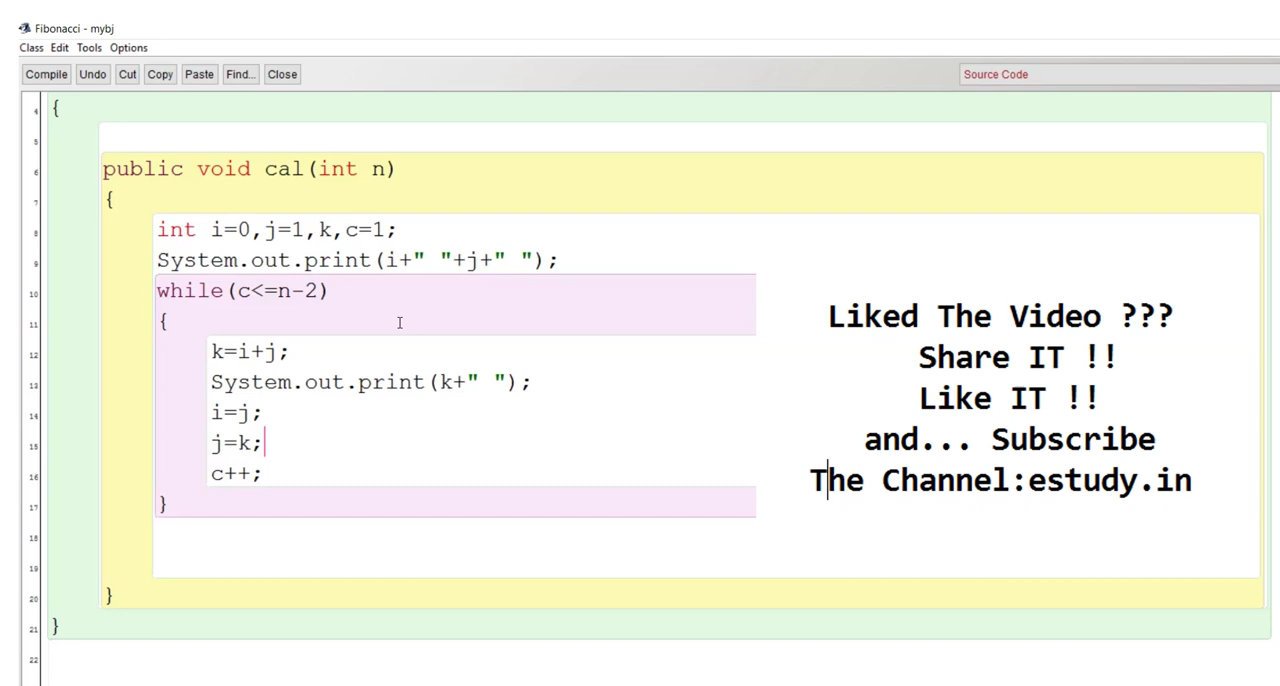 Fibonacci - mybj
Class Edit Tools Options
Compile Undo Cut Copy Paste Find... Close Source Code
4 {
5
6 public void cal(int n)
7 {
8 int i=0,j=1,k,c=1;
9 System.out.print(i+" "+j+" ");
10 while(c<=n-2)
11 {
12 k=i+j;
13 System.out.print(k+" ");
14 i=j;
15 j=k;
16 c++;
17 }
18
19
20 }
21 }
22
Liked The Video ???
Share IT !!
Like IT !!
and... Subscribe
The Channel:estudy.in